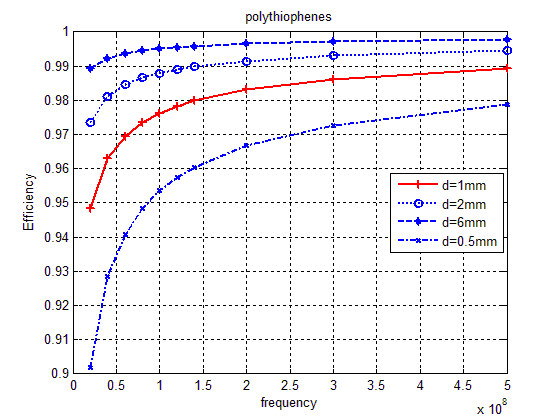 polythiophenes
1
0.99
0.98
0.97
0.96
0.95
0.94
0.93
0.92
0.91
0.9
Efficiency
d=1mm
d=2mm
d=6mm
d=0.5mm
0 0.5 1 1.5 2 2.5 3 3.5 4 4.5 5
frequency
x 10^8